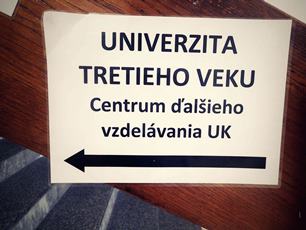 UNIVERZITA
TRETIEHO VEKU
Centrum ďalšieho
vzdelávania UK